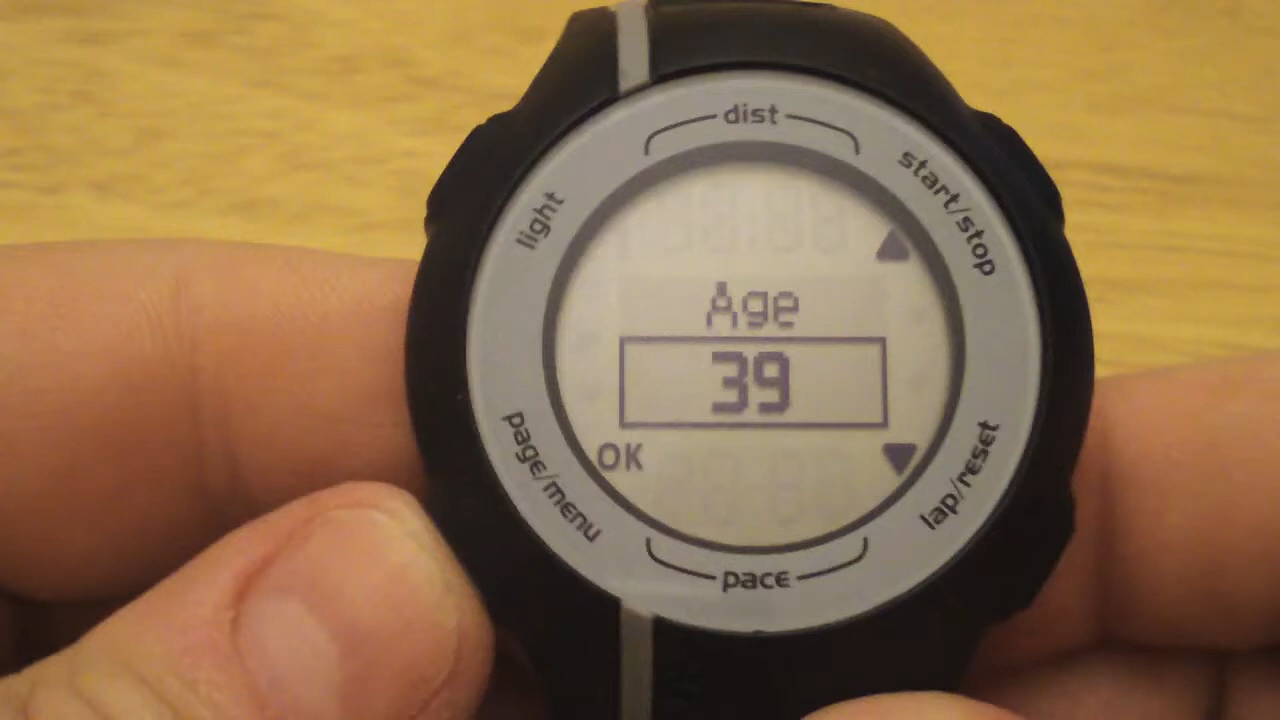 dist
light
start/stop
Age
39
OK
page/menu
lap/reset
pace